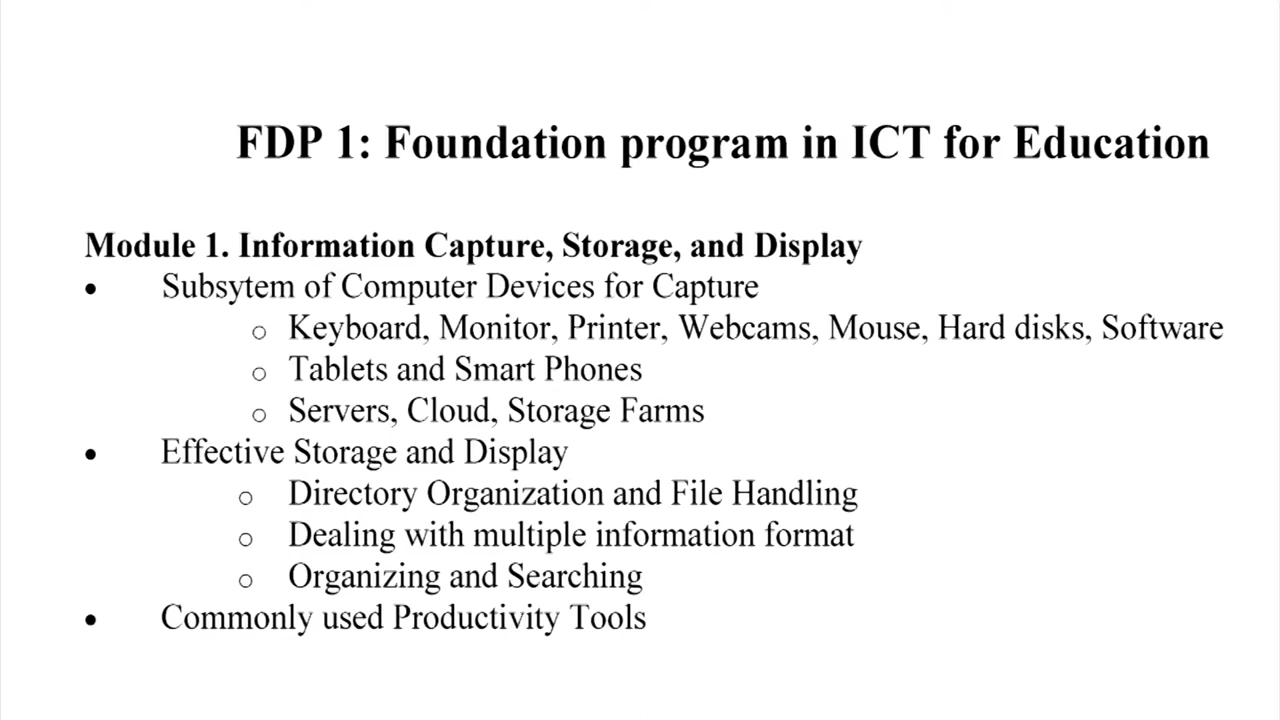 FDP 1: Foundation program in ICT for Education
Module 1. Information Capture, Storage, and Display
• Subsytem of Computer Devices for Capture
○ Keyboard, Monitor, Printer, Webcams, Mouse, Hard disks, Software
○ Tablets and Smart Phones
○ Servers, Cloud, Storage Farms
• Effective Storage and Display
○ Directory Organization and File Handling
○ Dealing with multiple information format
○ Organizing and Searching
• Commonly used Productivity Tools